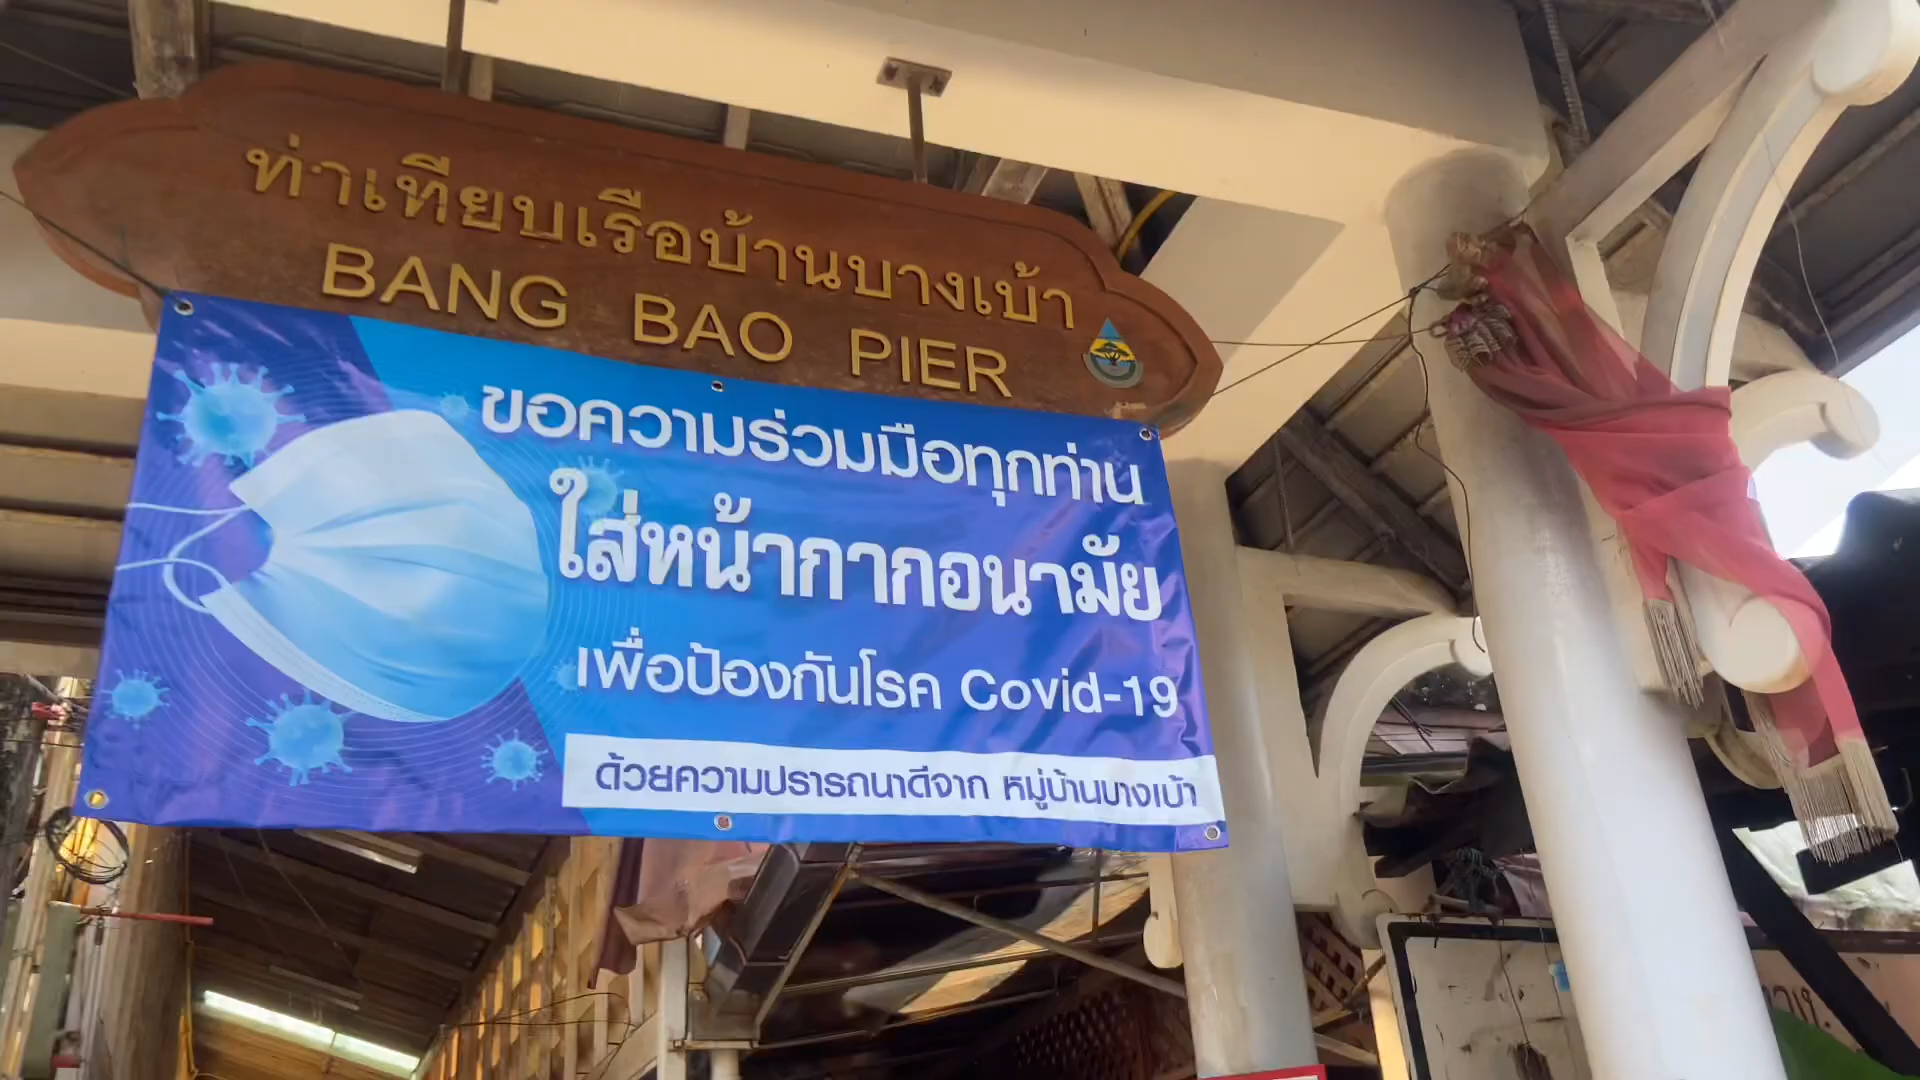 ท่าเทียบเรือบ้านบางเบ้า
BANG BAO PIER
ขอความร่วมมือทุกท่าน
ใส่หน้ากากอนามัย
เพื่อป้องกันโรค Covid-19
ด้วยความปรารถนาดีจาก หมู่บ้านบางเบ้า